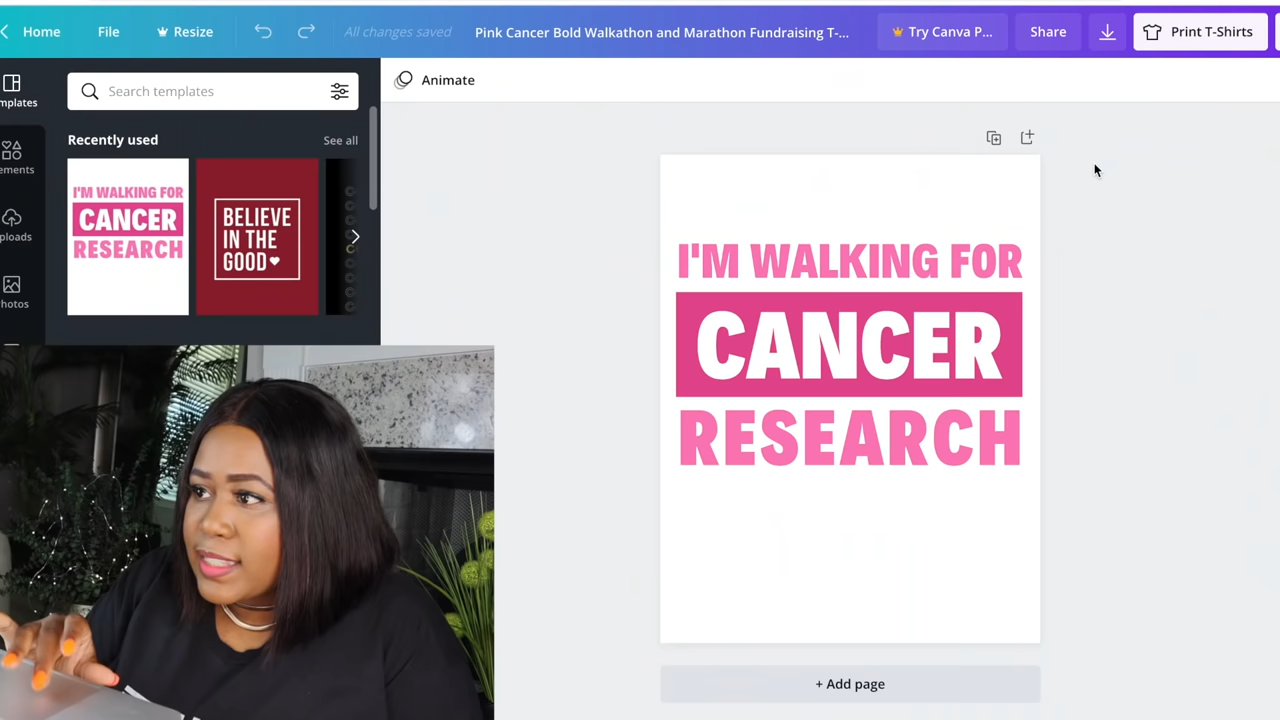 Home
File
Resize
All changes saved
Pink Cancer Bold Walkathon and Marathon Fundraising T-...
Try Canva P...
Share
Print T-Shirts
mplates
Search templates
Animate
Recently used
See all
ements
I'M WALKING FOR
CANCER
RESEARCH
BELIEVE
IN THE
GOOD
ploads
Photos
I'M WALKING FOR
CANCER
RESEARCH
+ Add page